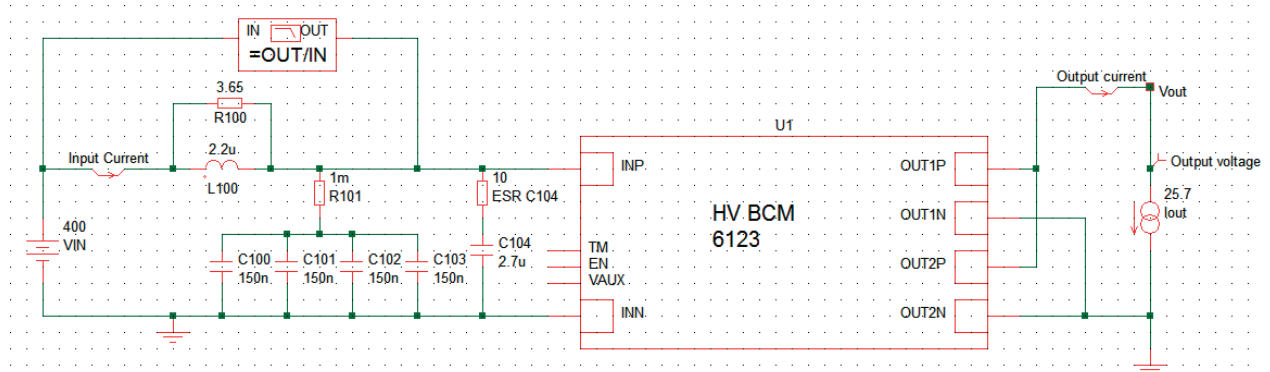 IN OUT
=OUT/IN
3.65
R100
Input Current
2.2u
L100
1m
R101
10
ESR C104
400
VIN
C100
150n
C101
150n
C102
150n
C103
150n
C104
2.7u
U1
INP
HV BCM
6123
TM
EN
VAUX
INN
OUT1P
OUT1N
OUT2P
OUT2N
Output current
Vout
Output voltage
25.7
Iout